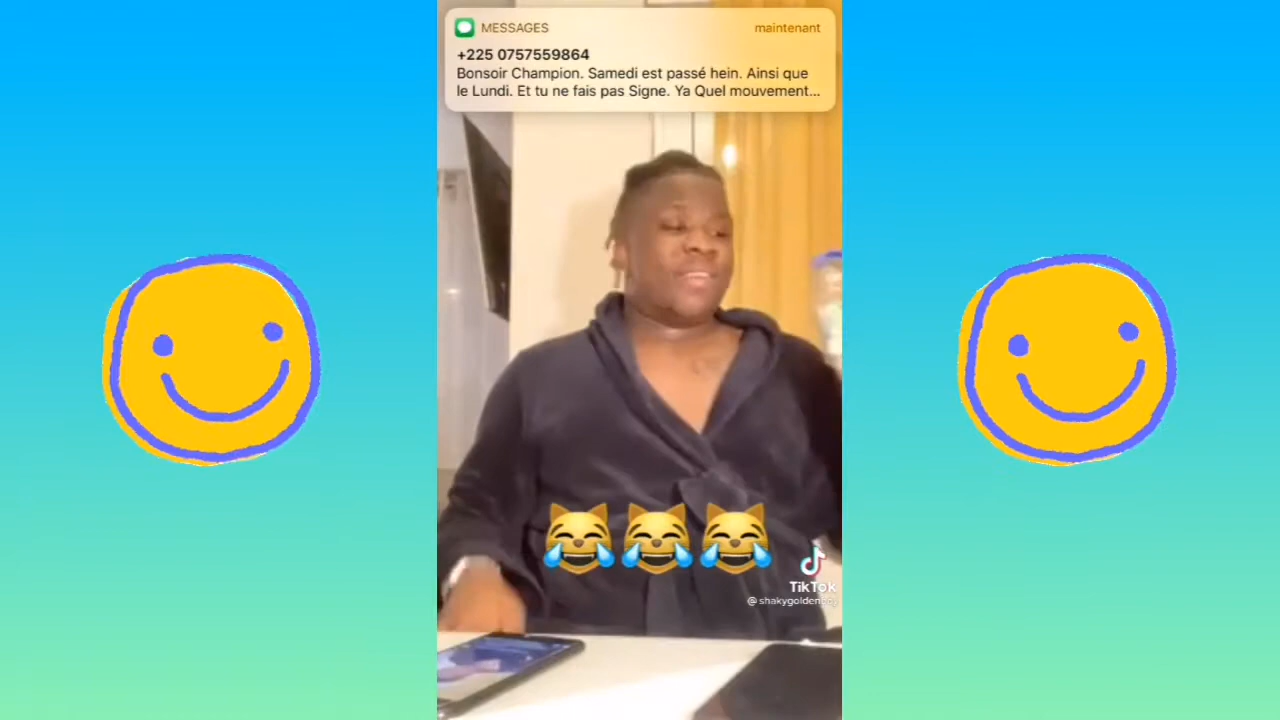 MESSAGES
maintenant
+225 0757559864
Bonsoir Champion. Samedi est passé hein. Ainsi que
le Lundi. Et tu ne fais pas Signe. Ya Quel mouvement...
TikTok